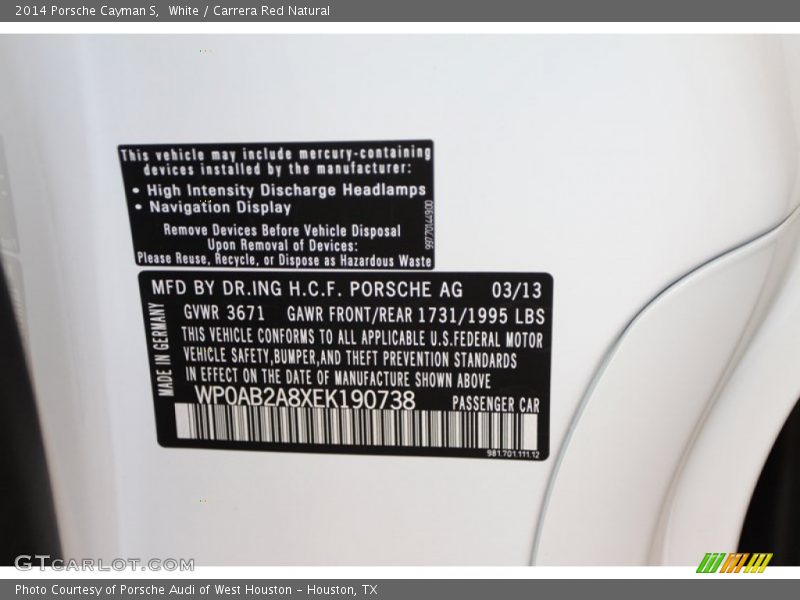 2014 Porsche Cayman S,  White / Carrera Red Natural
This vehicle may include mercury-containing
devices installed by the manufacturer:
• High Intensity Discharge Headlamps
• Navigation Display
Remove Devices Before Vehicle Disposal
Upon Removal of Devices:
Please Reuse, Recycle, or Dispose as Hazardous Waste
99770144900
MFD BY DR.ING H.C.F. PORSCHE AG 03/13
GVWR 3671 GAWR FRONT/REAR 1731/1995 LBS
THIS VEHICLE CONFORMS TO ALL APPLICABLE U.S.FEDERAL MOTOR
VEHICLE SAFETY,BUMPER,AND THEFT PREVENTION STANDARDS
IN EFFECT ON THE DATE OF MANUFACTURE SHOWN ABOVE
WP0AB2A8XEK190738 PASSENGER CAR
981.701.111.12
MADE IN GERMANY
GTcarlot.com
Photo Courtesy of Porsche Audi of West Houston - Houston, TX